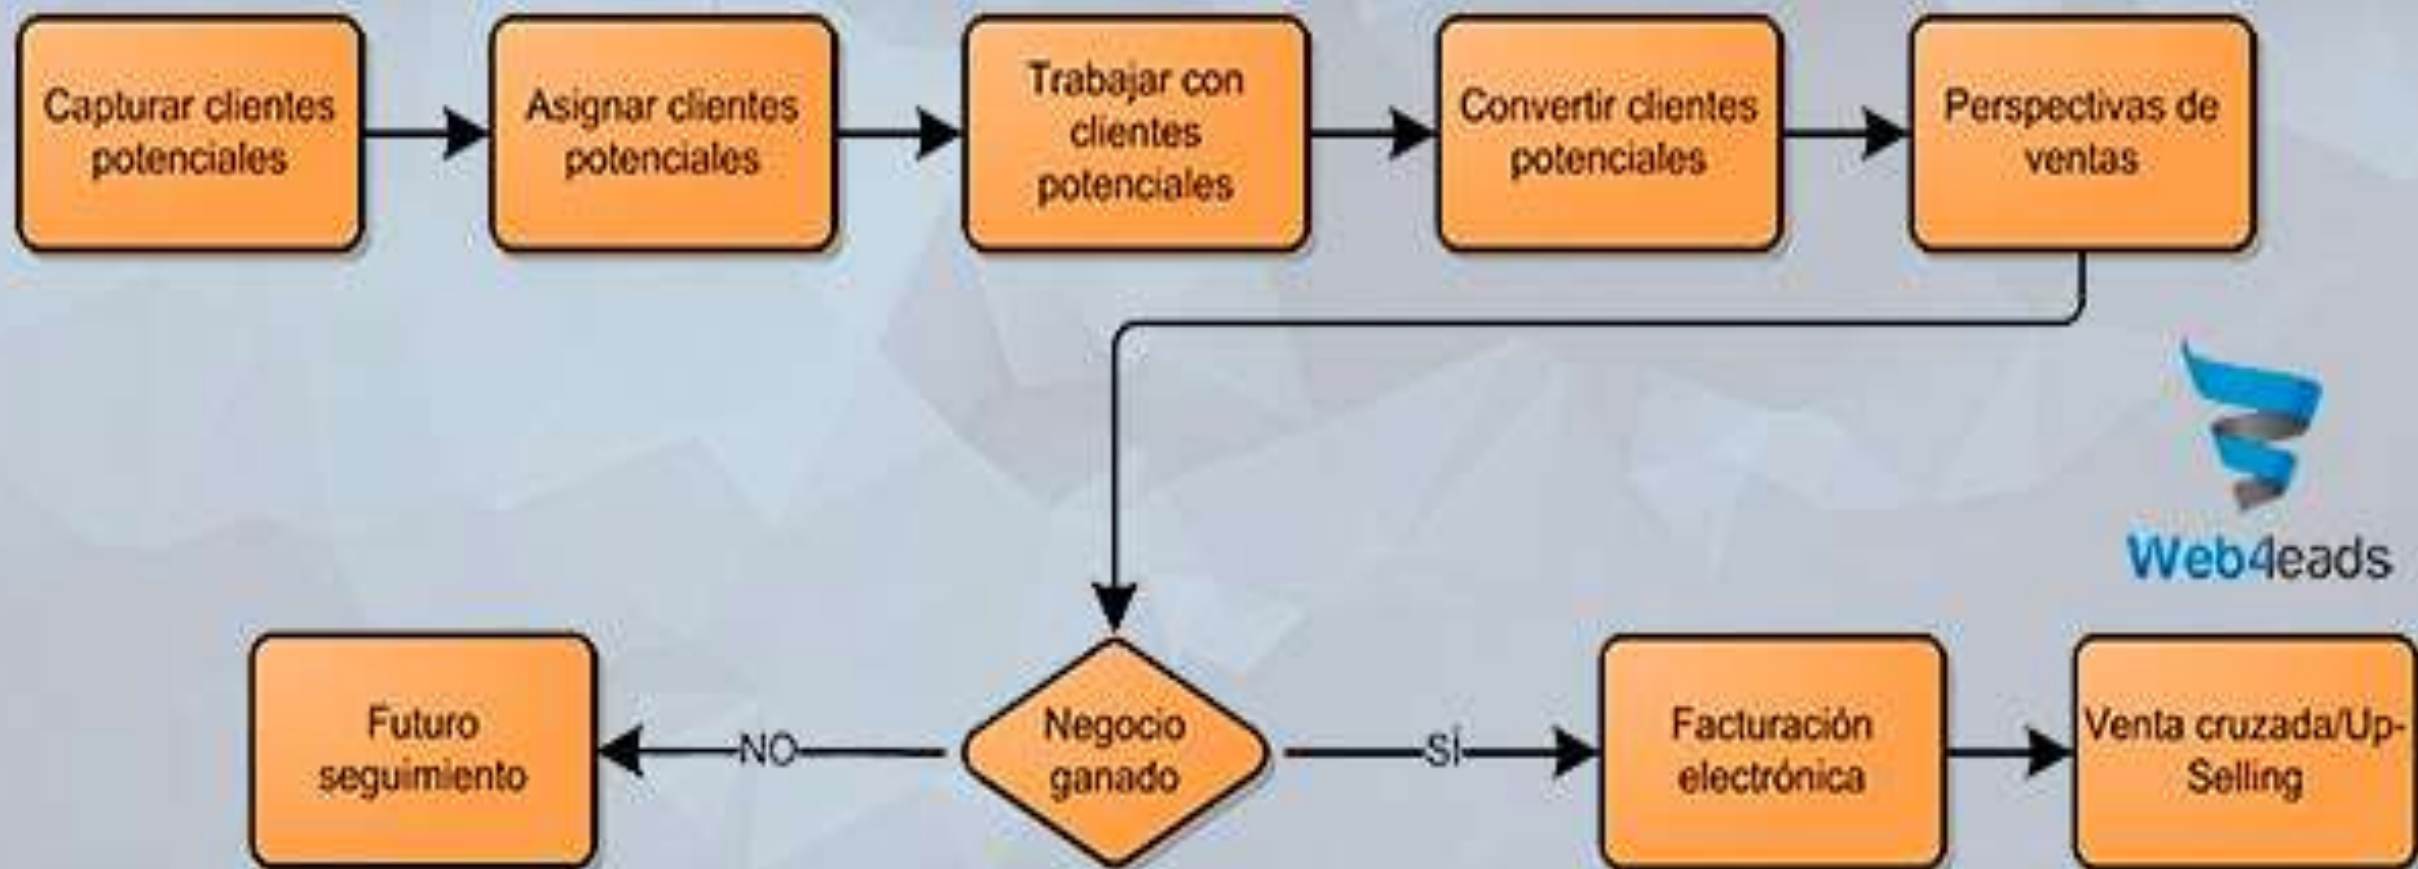 Capturar clientes
potenciales
Asignar clientes
potenciales
Trabajar con
clientes
potenciales
Convertir clientes
potenciales
Perspectivas de
ventas
Web4leads
Futuro
seguimiento
NO
Negocio
ganado
SÍ
Facturación
electrónica
Venta cruzada/Up-
Selling